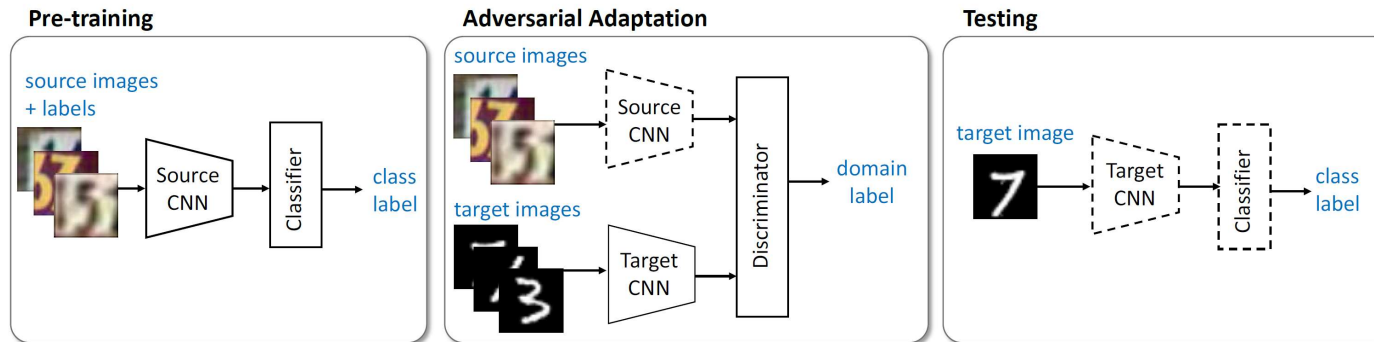 Pre-training
source images
+ labels
Source
CNN
Classifier
class
label
Adversarial Adaptation
source images
Source
CNN
target images
Target
CNN
Discriminator
domain
label
Testing
target image
7
Target
CNN
Classifier
class
label